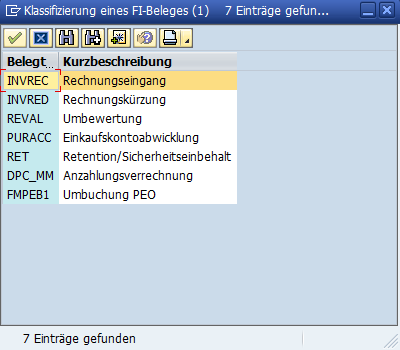 Klassifizierung eines FI-Beleges (1) 7 Einträge gefun...
Belegt... Kurzbeschreibung
INVREC Rechnungseingang
INVRED Rechnungskürzung
REVAL Umbewertung
PURACC Einkaufskontoabwicklung
RET Retention/Sicherheitseinbehalt
DPC_MM Anzahlungsverrechnung
FMPEB1 Umbuchung PEO
7 Einträge gefunden